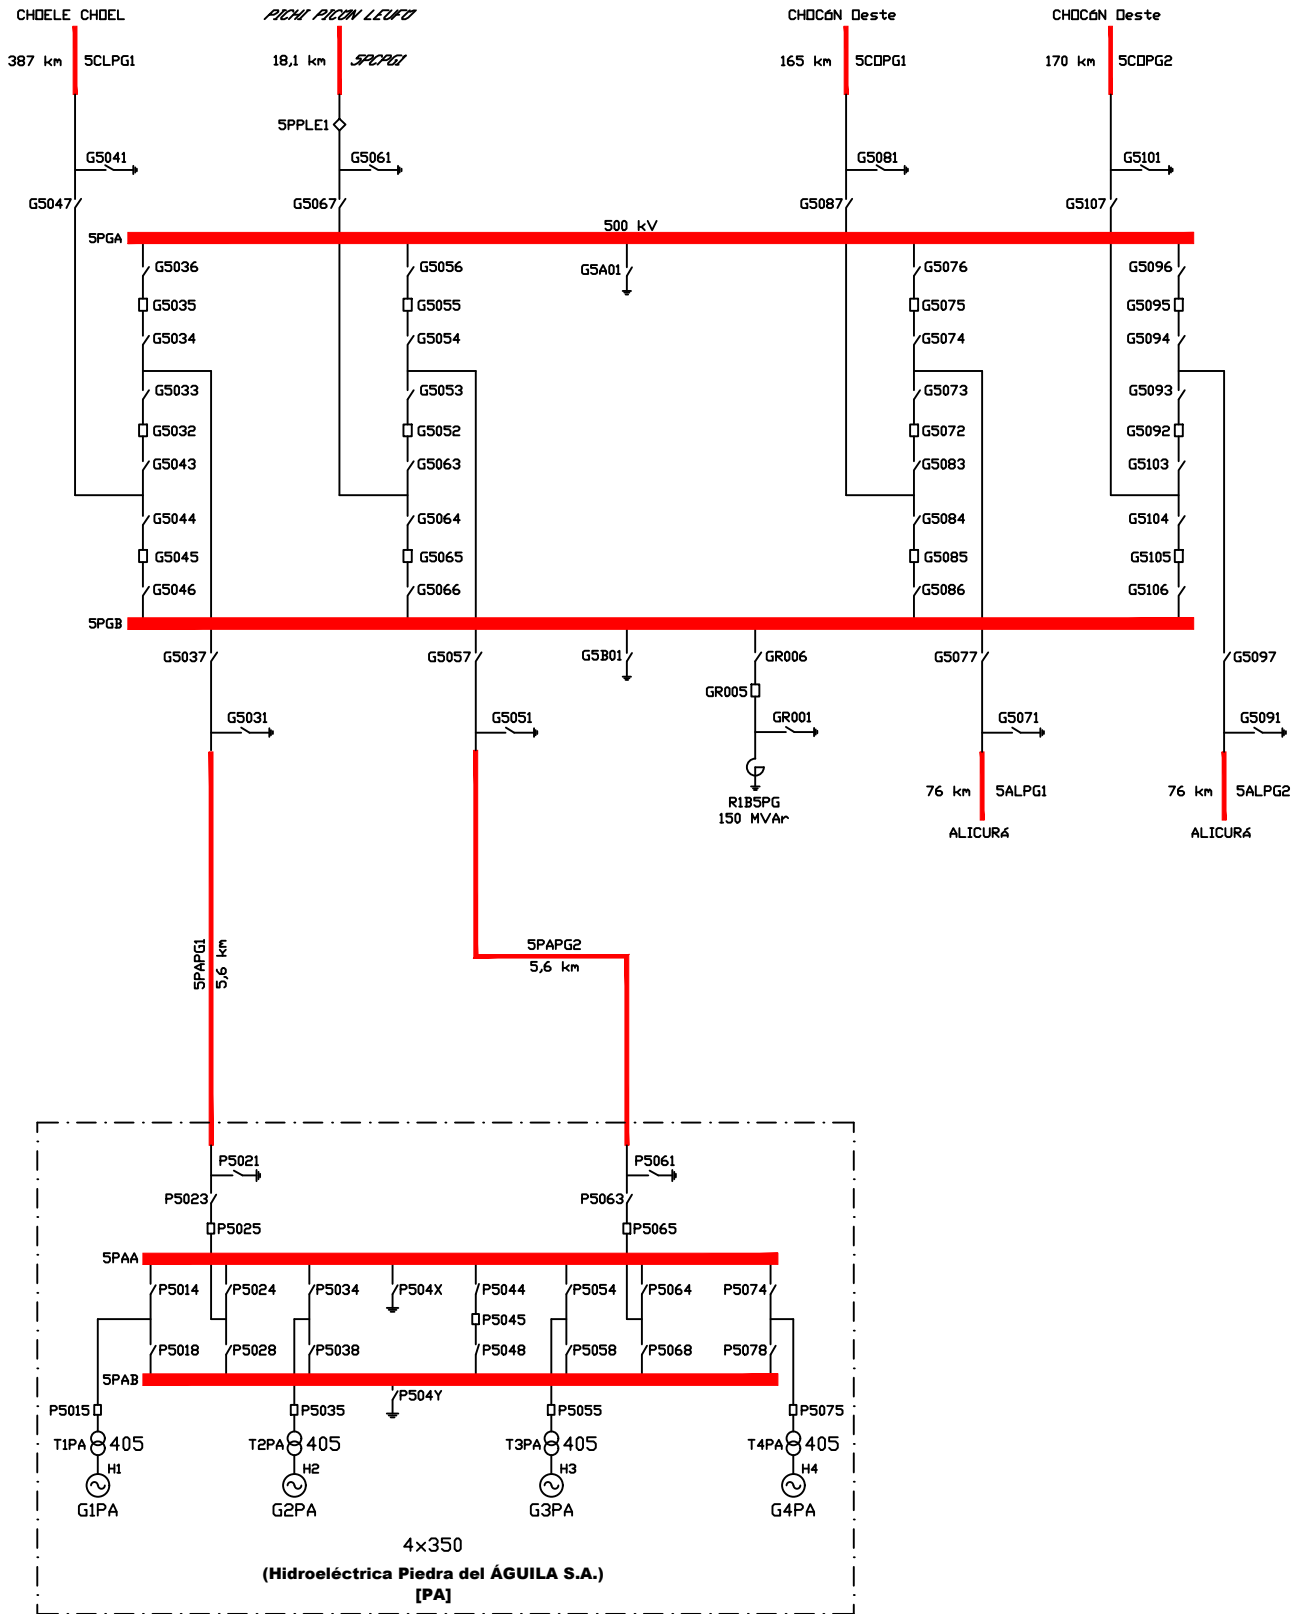 CHOELE CHOEL
PICHI PICON LEUFO
CHOCóN Oeste
CHOCóN Oeste
387 km
5CLPG1
18,1 km
5PCPG1
165 km
5COPG1
170 km
5COPG2
5PPLE1
G5041
G5061
G5081
G5101
G5047
G5067
G5087
G5107
500 kV
5PGA
G5036
G5056
G5A01
G5076
G5096
G5035
G5055
G5075
G5095
G5034
G5054
G5074
G5094
G5033
G5053
G5073
G5093
G5032
G5052
G5072
G5092
G5043
G5063
G5083
G5103
G5044
G5064
G5084
G5104
G5045
G5065
G5085
G5105
G5046
G5066
G5086
G5106
5PGB
G5037
G5057
G5B01
GR006
G5077
G5097
GR005
G5031
G5051
GR001
G5071
G5091
R1B5PG
150 MVAr
76 km
5ALPG1
76 km
5ALPG2
ALICURá
ALICURá
5PAPG1
5,6 km
5PAPG2
5,6 km
P5021
P5061
P5023
P5063
P5025
P5065
5PAA
P5014
P5024
P5034
P504X
P5044
P5054
P5064
P5074
P5045
P5018
P5028
P5038
P5048
P5058
P5068
P5078
5PAB
P504Y
P5015
P5035
P5055
P5075
T1PA
405
T2PA
405
T3PA
405
T4PA
405
H1
H2
H3
H4
G1PA
G2PA
G3PA
G4PA
4x350
(Hidroeléctrica Piedra del ÁGUILA S.A.)
[PA]